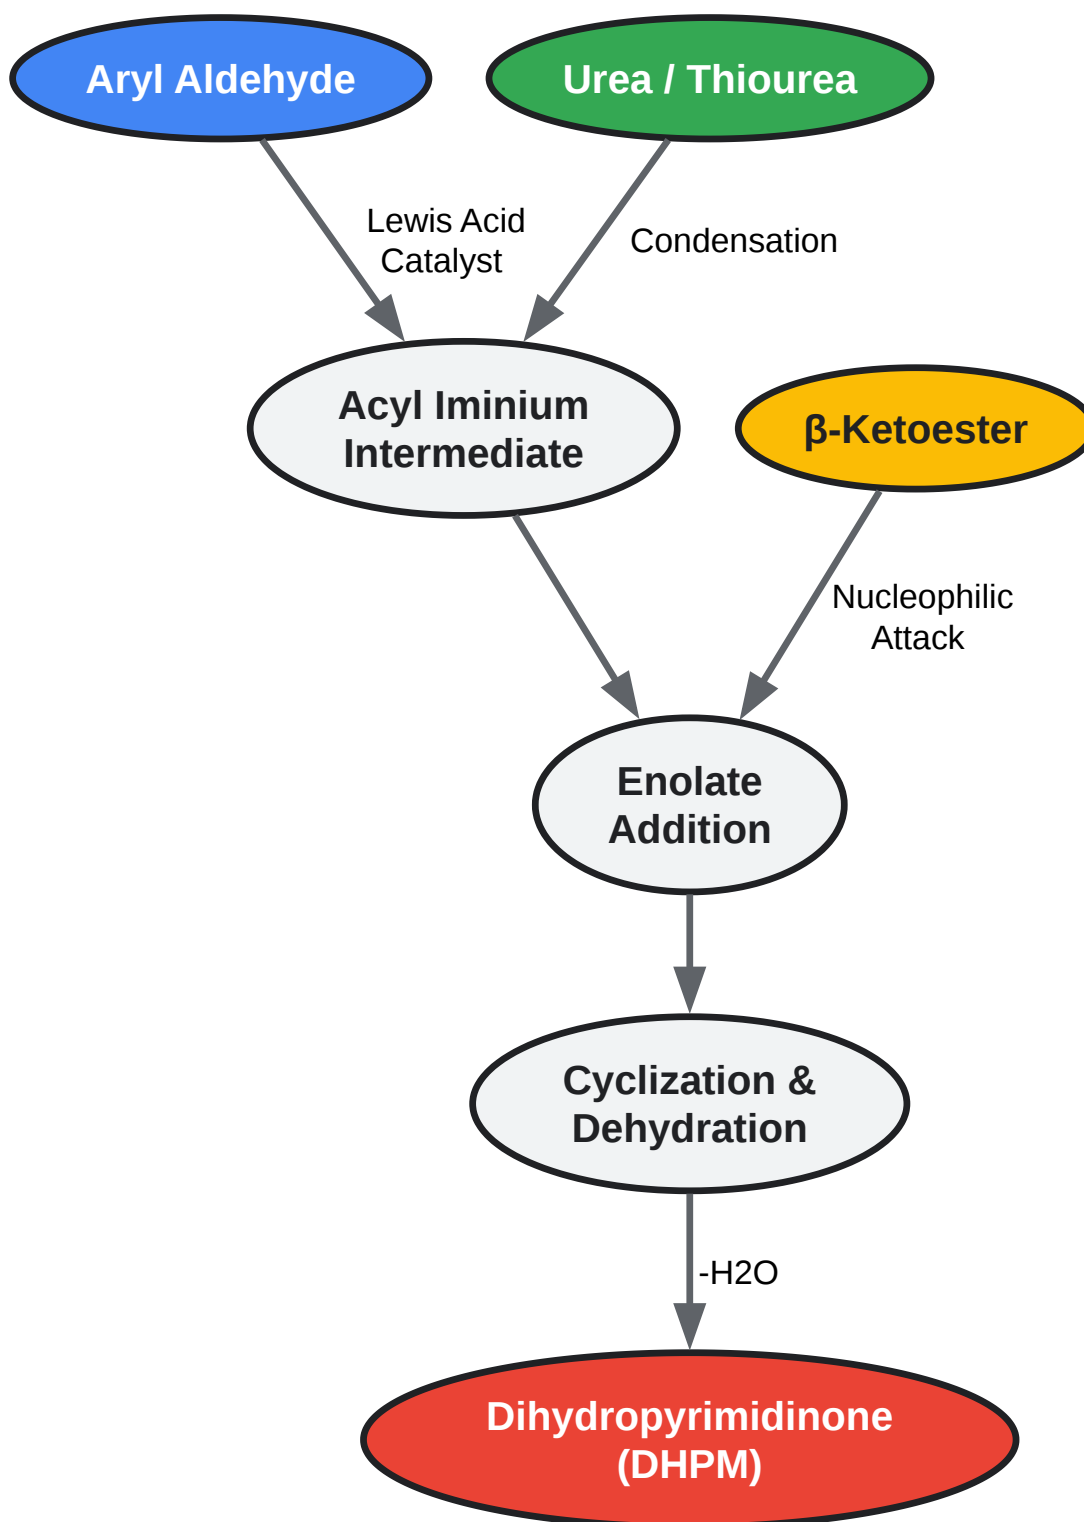 Aryl Aldehyde
Urea / Thiourea
Lewis Acid
Catalyst
Condensation
Acyl Iminium
Intermediate
β-Ketoester
Nucleophilic
Attack
Enolate
Addition
Cyclization &
Dehydration
-H2O
Dihydropyrimidinone
(DHPM)